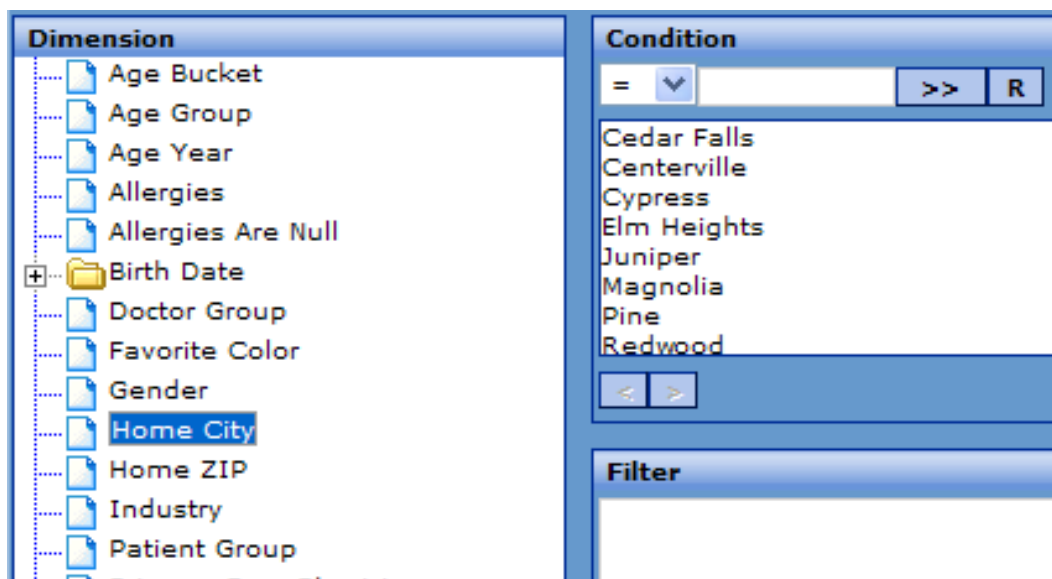 Dimension
Age Bucket
Age Group
Age Year
Allergies
Allergies Are Null
Birth Date
Doctor Group
Favorite Color
Gender
Home City
Home ZIP
Industry
Patient Group
Condition
=
>> R
Cedar Falls
Centerville
Cypress
Elm Heights
Juniper
Magnolia
Pine
Redwood
< >
Filter